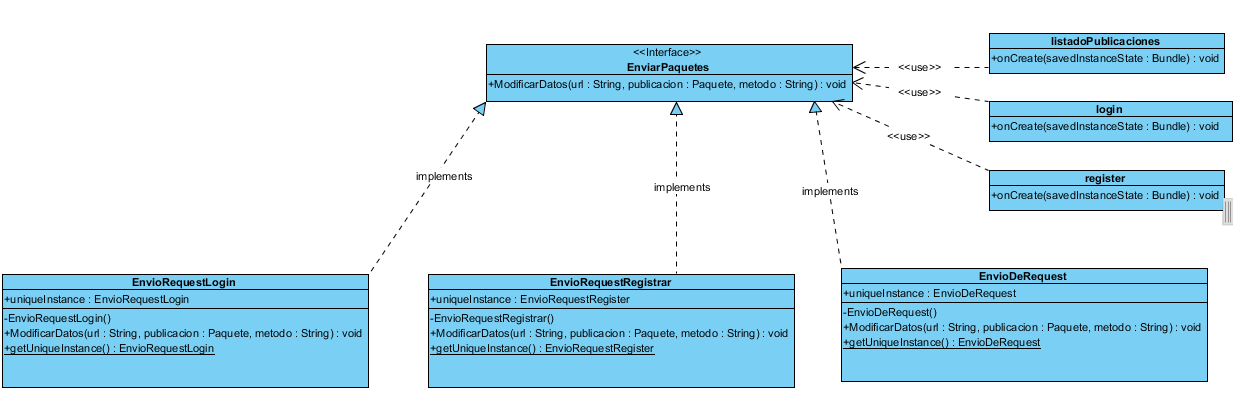 <<Interface>>
EnviarPaquetes
+ModificarDatos(url : String, publicacion : Paquete, metodo : String) : void
listadoPublicaciones
+onCreate(savedInstanceState : Bundle) : void
<<use>>
<<use>>
login
+onCreate(savedInstanceState : Bundle) : void
<<use>>
register
+onCreate(savedInstanceState : Bundle) : void
implements
implements
implements
EnvioRequestLogin
+uniqueInstance : EnvioRequestLogin
-EnvioRequestLogin()
+ModificarDatos(url : String, publicacion : Paquete, metodo : String) : void
+getUniqueInstance() : EnvioRequestLogin
EnvioRequestRegistrar
+uniqueInstance : EnvioRequestRegister
-EnvioRequestRegistrar()
+ModificarDatos(url : String, publicacion : Paquete, metodo : String) : void
+getUniqueInstance() : EnvioRequestRegister
EnvioDeRequest
+uniqueInstance : EnvioDeRequest
-EnvioDeRequest()
+ModificarDatos(url : String, publicacion : Paquete, metodo : String) : void
+getUniqueInstance() : EnvioDeRequest